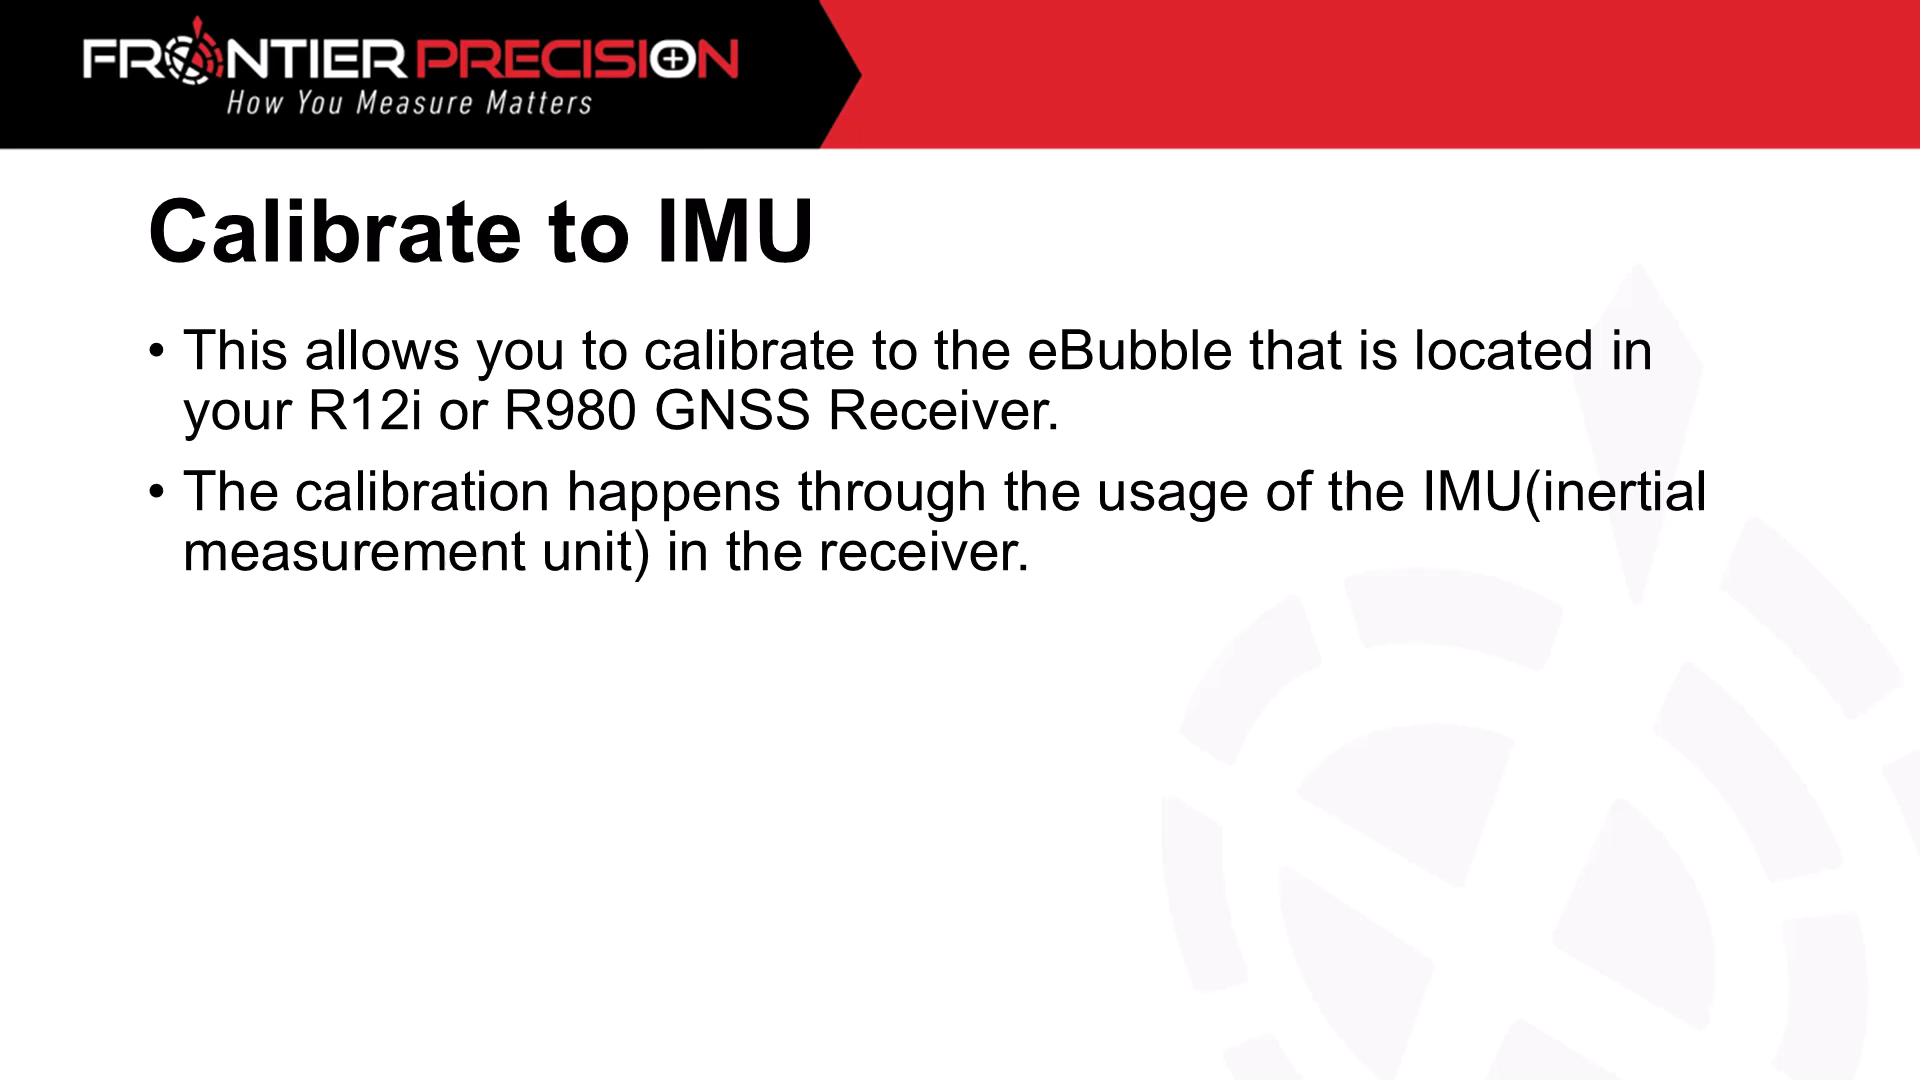 FRONTIER PRECISION
How You Measure Matters
Calibrate to IMU
• This allows you to calibrate to the eBubble that is located in
your R12i or R980 GNSS Receiver.
• The calibration happens through the usage of the IMU(inertial
measurement unit) in the receiver.